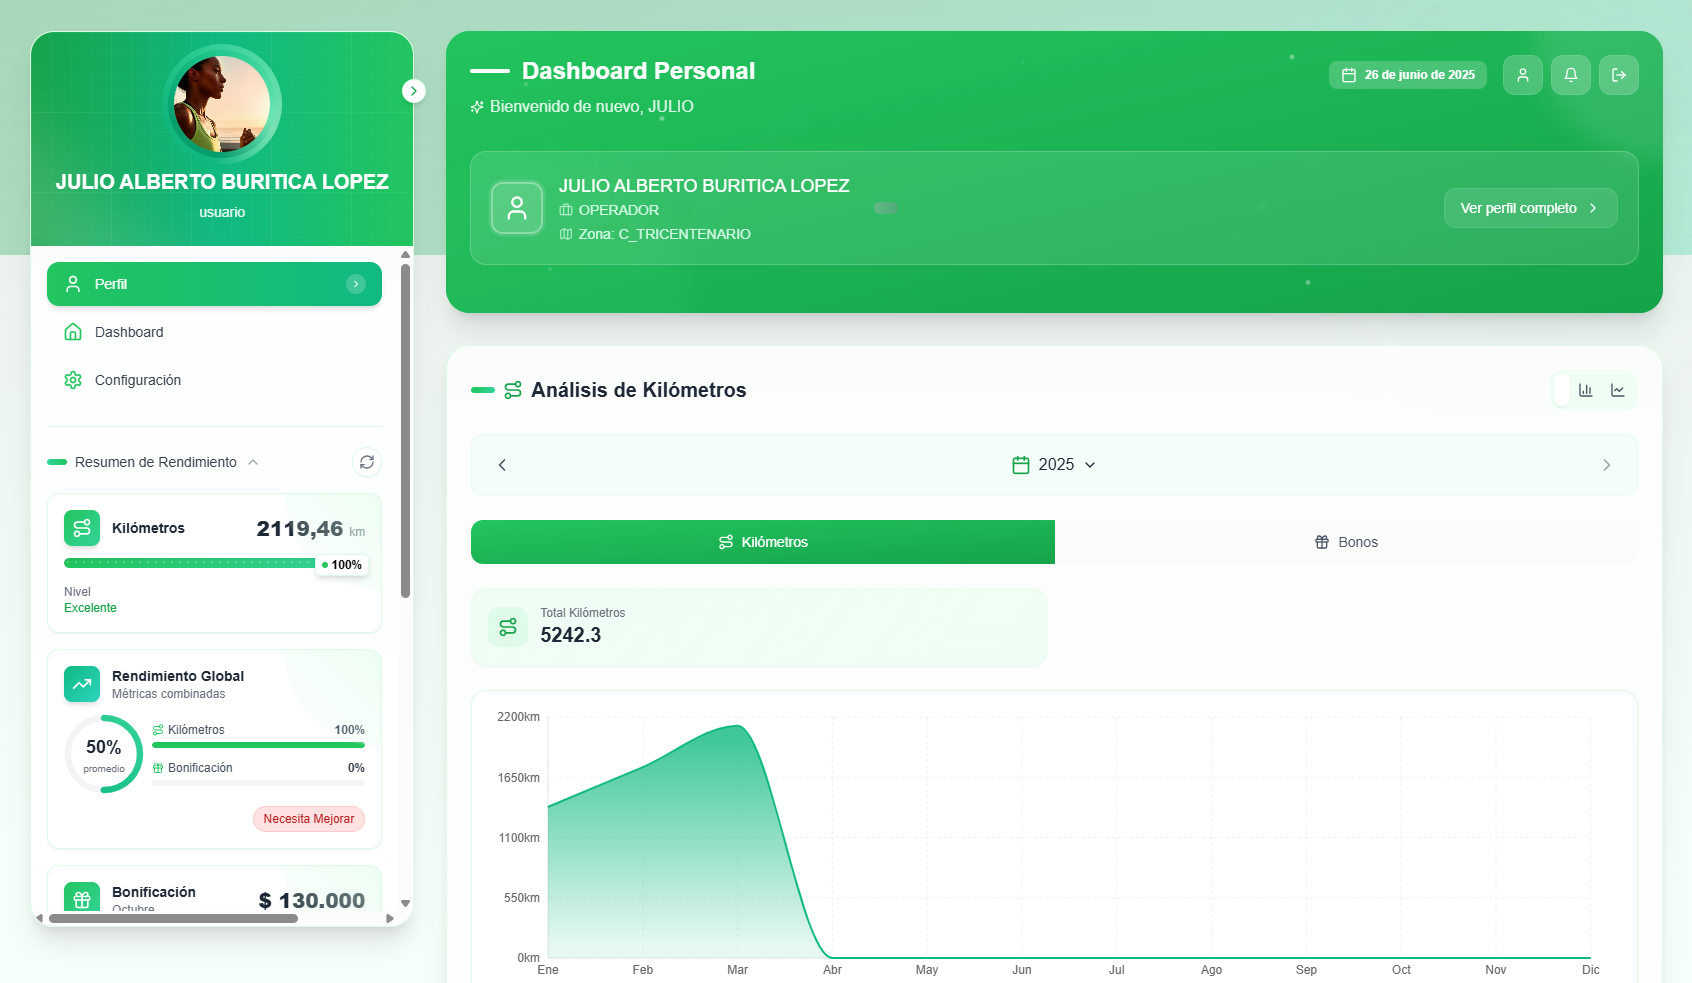 JULIO ALBERTO BURITICA LOPEZ
usuario
Perfil
Dashboard
Configuración
Resumen de Rendimiento
Kilómetros
2119,46 km
100%
Nivel
Excelente
Rendimiento Global
Métricas combinadas
50%
promedio
Kilómetros 100%
Bonificación 0%
Necesita Mejorar
Bonificación
Octubre
$ 130.000
Dashboard Personal
Bienvenido de nuevo, JULIO
26 de junio de 2025
JULIO ALBERTO BURITICA LOPEZ
OPERADOR
Zona: C_TRICENTENARIO
Ver perfil completo
Análisis de Kilómetros
2025
Kilómetros
Bonos
Total Kilómetros
5242.3
2200km
1650km
1100km
550km
0km
Ene Feb Mar Abr May Jun Jul Ago Sep Oct Nov Dic